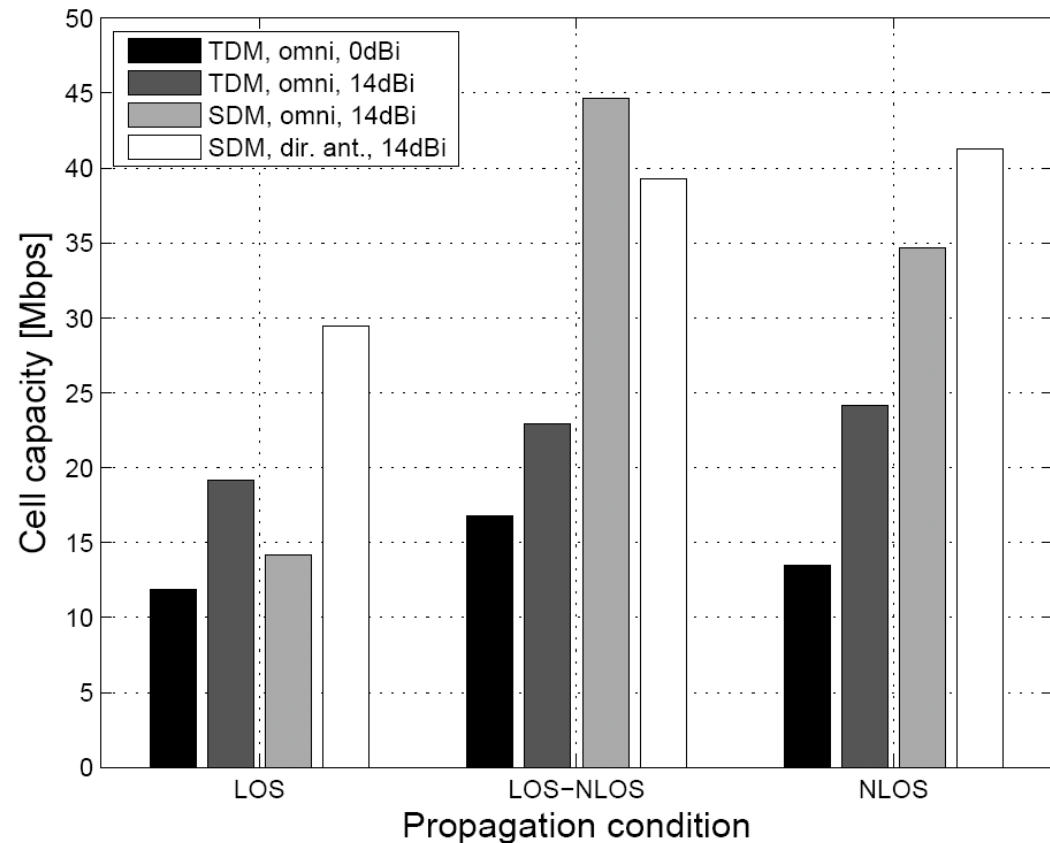 50
45
40
35
30
25
20
15
10
5
0
Cell capacity [Mbps]
TDM, omni, 0dBi
TDM, omni, 14dBi
SDM, omni, 14dBi
SDM, dir. ant., 14dBi
LOS
LOS−NLOS
NLOS
Propagation condition